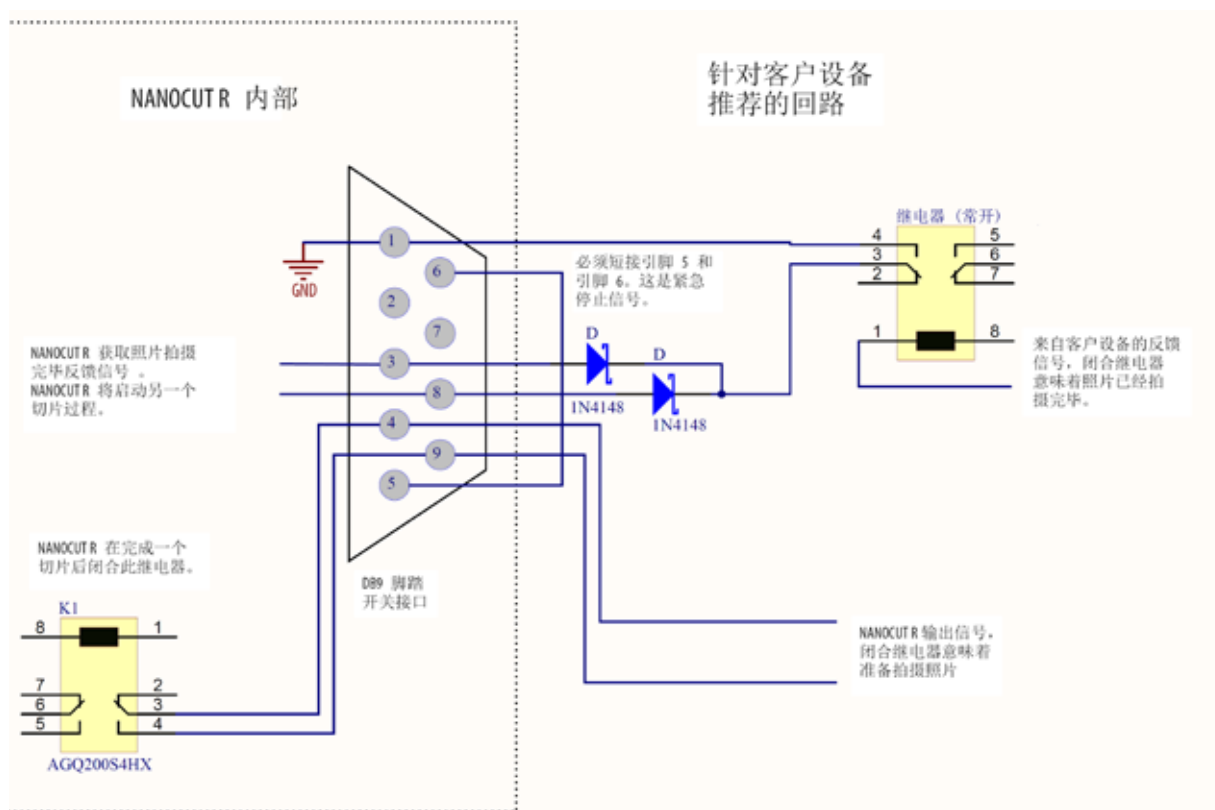 NANOCUT R 内部
针对客户设备
推荐的回路
继电器 (常开)
4
5
3
6
2
7
1
8
1
GND
6
必须短接引脚 5 和
引脚 6。这是紧急
停止信号。
2
7
D
D
NANOCUT R 获取照片拍摄
完毕反馈信号 。
NANOCUT R 将启动另一个
切片过程。
3
8
1N4148
1N4148
来自客户设备的反馈
信号，闭合继电器
意味着照片已经拍
摄完毕。
4
9
5
NANOCUT R 在完成一个
切片后闭合此继电器。
DB9 脚踏
开关接口
K1
8
1
7
2
6
3
5
4
AGQ200S4HX
NANOCUT R 输出信号，
闭合继电器意味着
准备拍摄照片